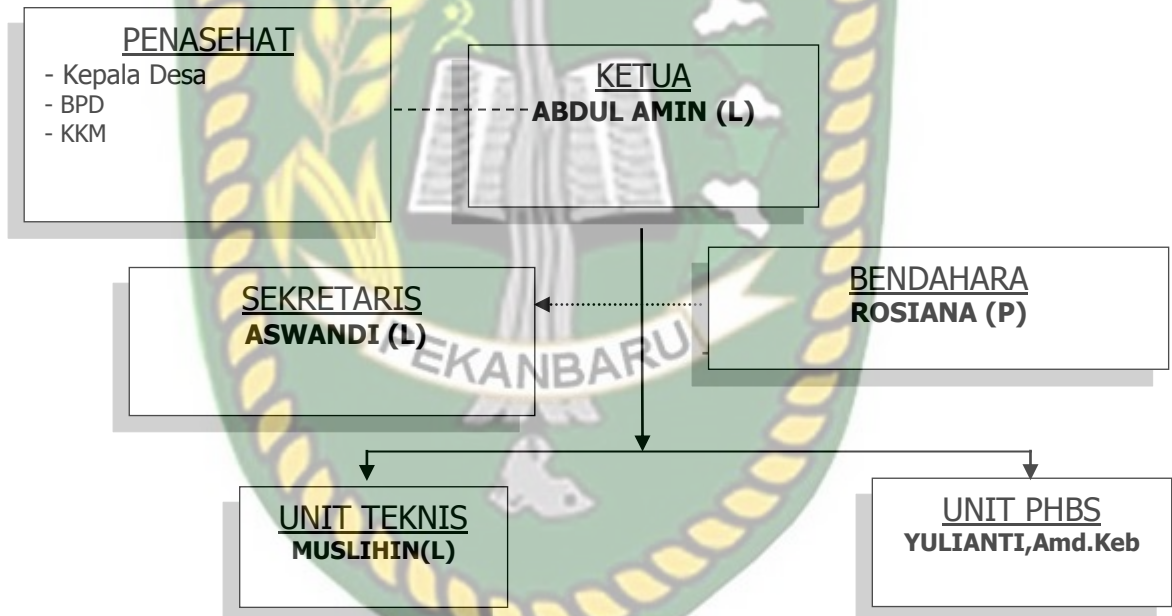 PENASEHAT
- Kepala Desa
- BPD
- KKM
KETUA
ABDUL AMIN (L)
SEKRETARIS
ASWANDI (L)
BENDAHARA
ROSIANA (P)
PEKANBARU
UNIT TEKNIS
MUSLIHIN(L)
UNIT PHBS
YULIANTI,Amd.Keb